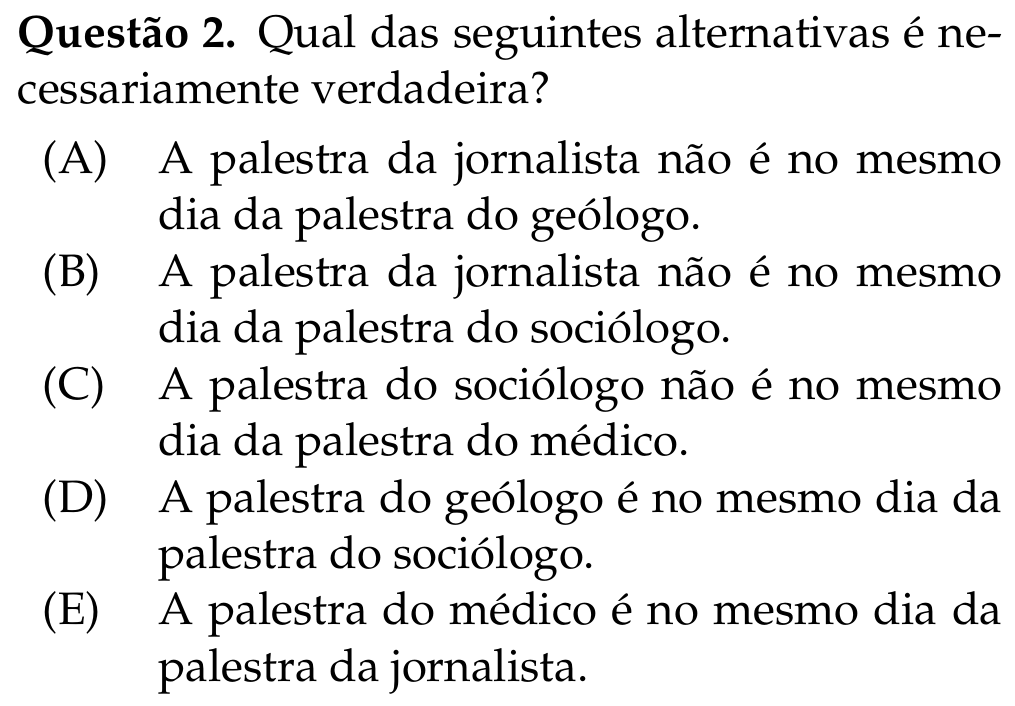 Questão 2. Qual das seguintes alternativas é ne-
cessariamente verdadeira?
(A) A palestra da jornalista não é no mesmo
dia da palestra do geólogo.
(B) A palestra da jornalista não é no mesmo
dia da palestra do sociólogo.
(C) A palestra do sociólogo não é no mesmo
dia da palestra do médico.
(D) A palestra do geólogo é no mesmo dia da
palestra do sociólogo.
(E) A palestra do médico é no mesmo dia da
palestra da jornalista.